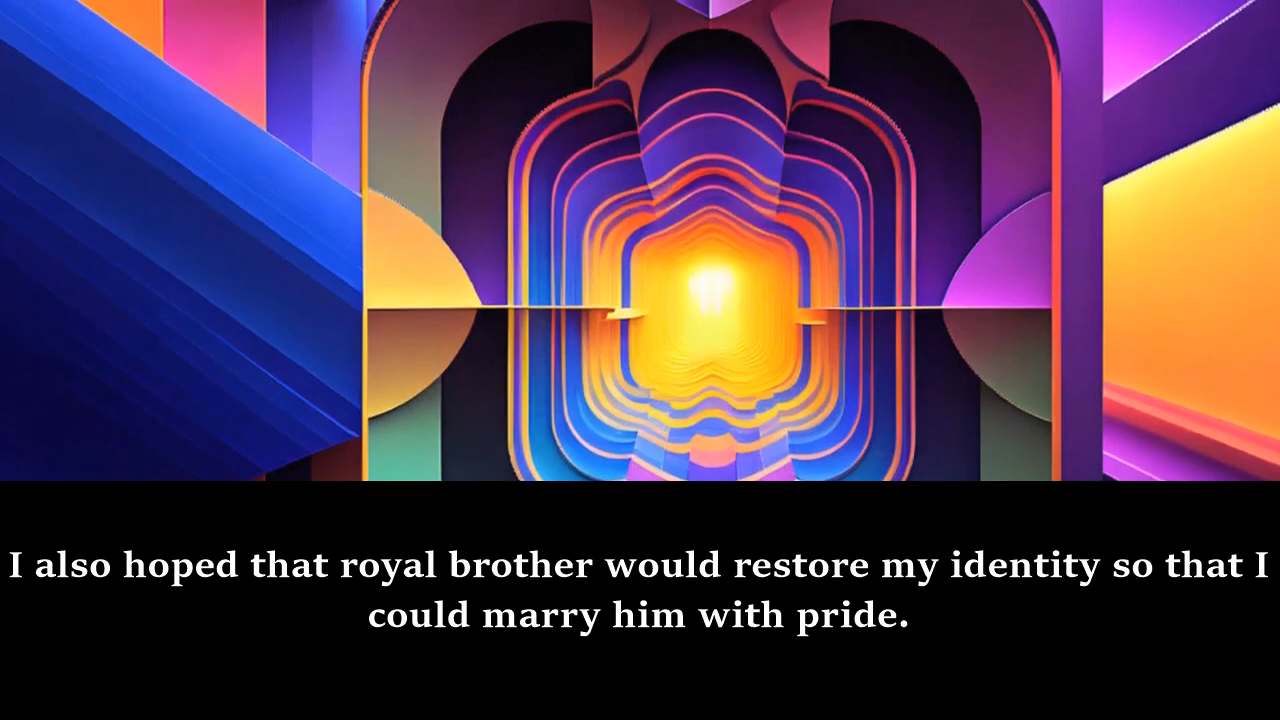 I also hoped that royal brother would restore my identity so that I
could marry him with pride.